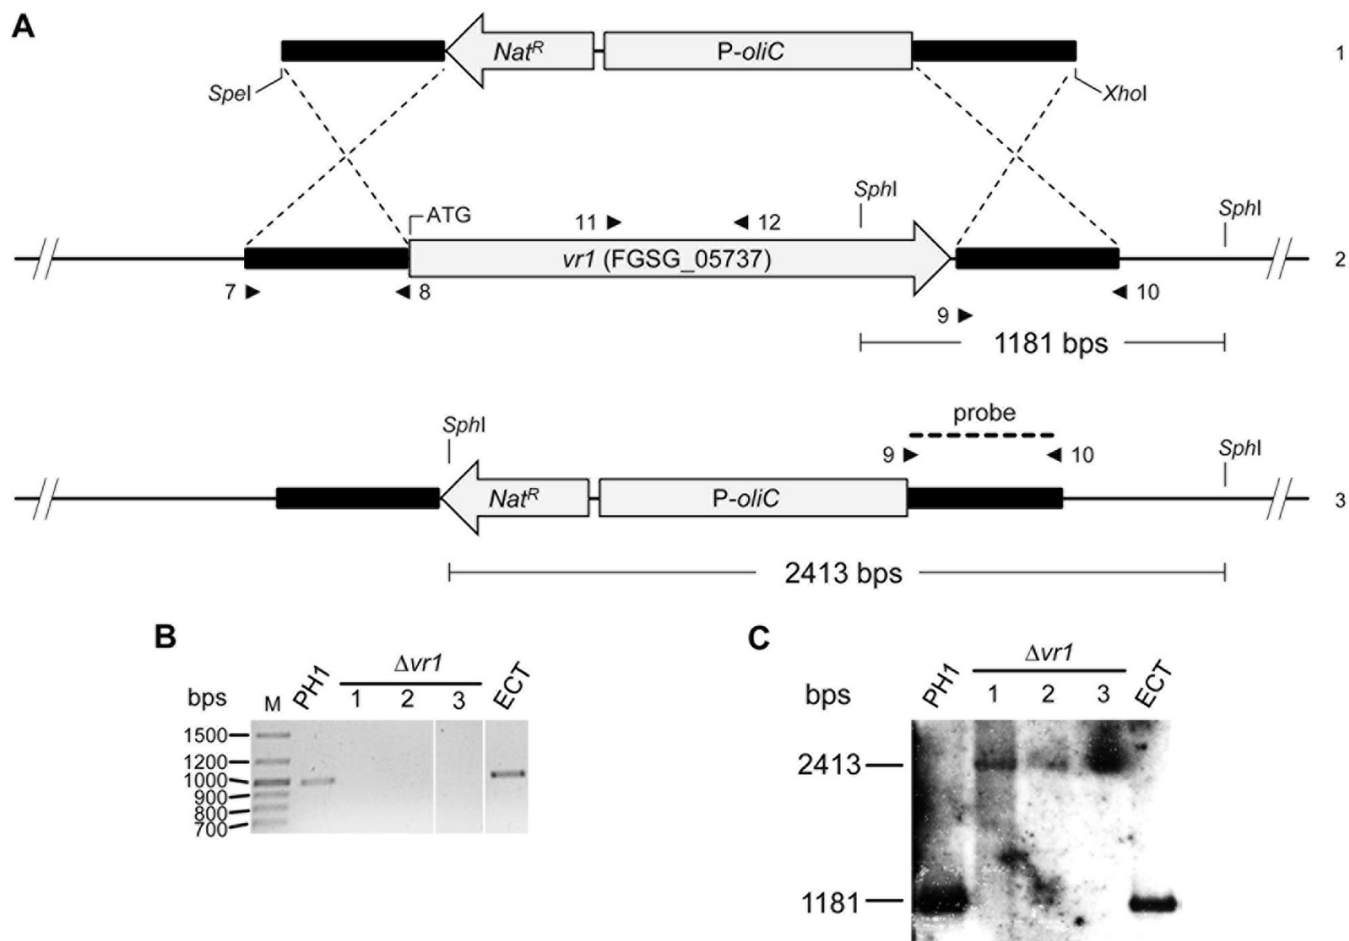 A
NatR P-oliC 1
SpeI XhoI
SphI SphI
ATG 11 12
vr1 (FGSG_05737) 2
7 8 10
9
1181 bps
probe
SphI 9 10 SphI
NatR P-oliC 3
2413 bps
B
Δvr1
bps M PH1 1 2 3 ECT
1500
1200
1000
900
800
700
C
Δvr1
bps PH1 1 2 3 ECT
2413
1181